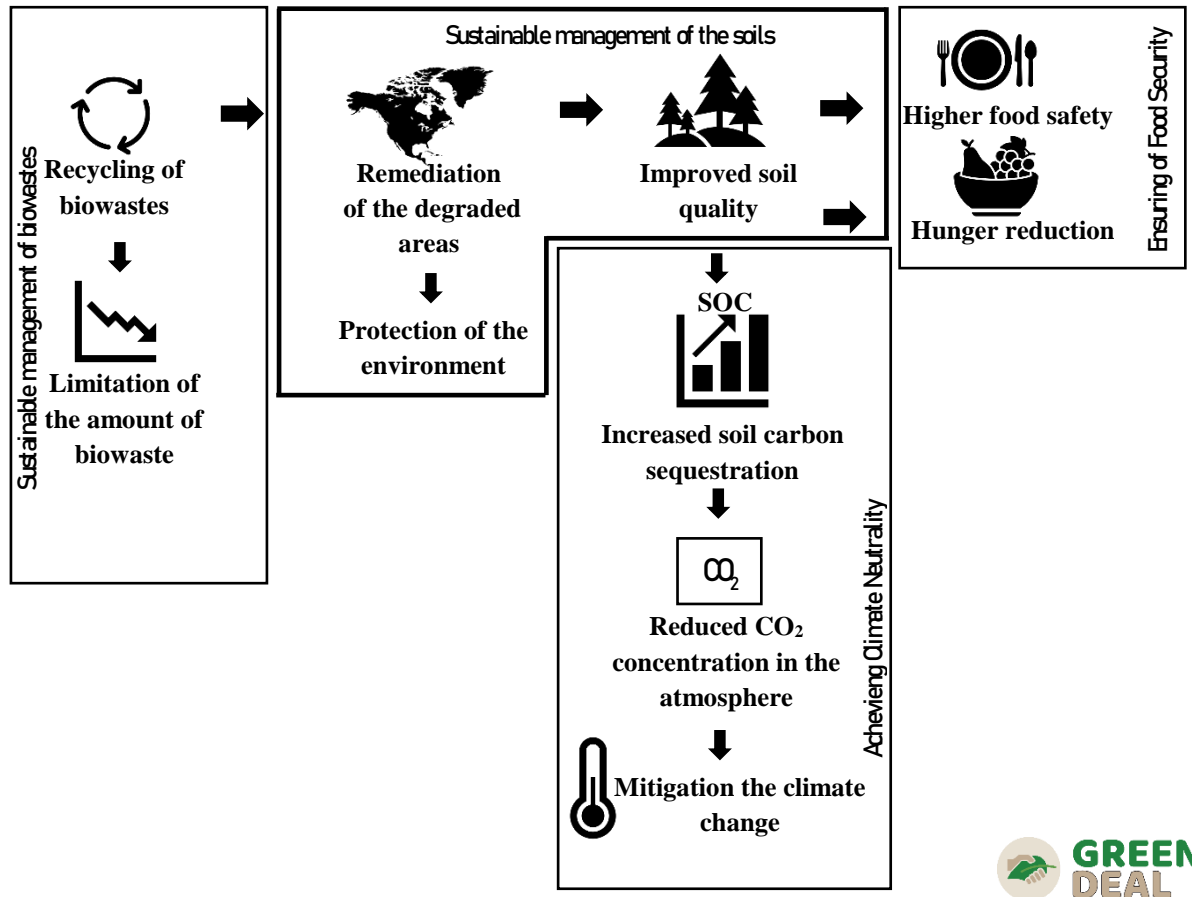 Sustainable management of biowastes
Recycling of
biowastes
Limitation of
the amount of
biowaste
Sustainable management of the soils
Remediation
of the degraded
areas
Protection of the
environment
Improved soil
quality
Higher food safety
Hunger reduction
Ensuring of Food Security
SOC
Increased soil carbon
sequestration
CO₂
Reduced CO₂
concentration in the
atmosphere
Mitigation the climate
change
Achevieng Climate Neutrality
GREEN
DEAL